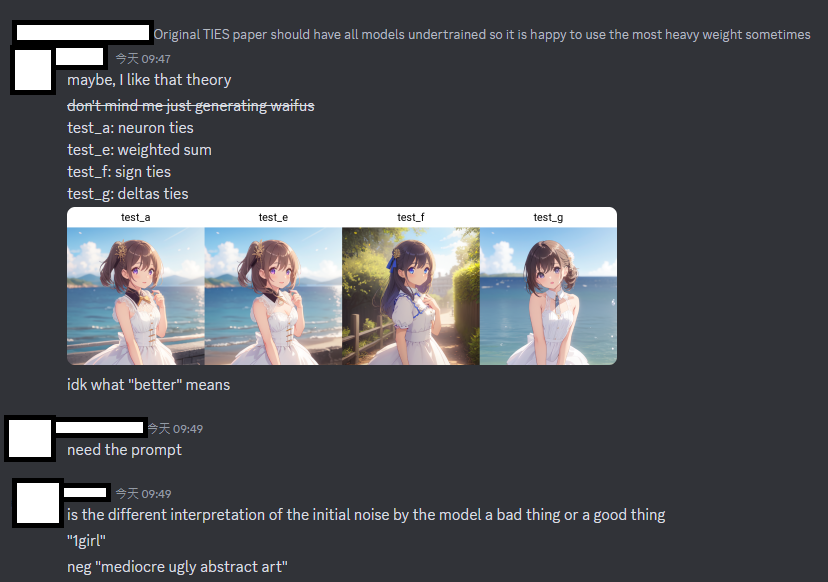 Original TIES paper should have all models undertrained so it is happy to use the most heavy weight sometimes
今天 09:47
maybe, I like that theory
don't mind me just generating waifus
test_a: neuron ties
test_e: weighted sum
test_f: sign ties
test_g: deltas ties
test_a test_e test_f test_g
idk what "better" means
今天 09:49
need the prompt
今天 09:49
is the different interpretation of the initial noise by the model a bad thing or a good thing
"1girl"
neg "mediocre ugly abstract art"